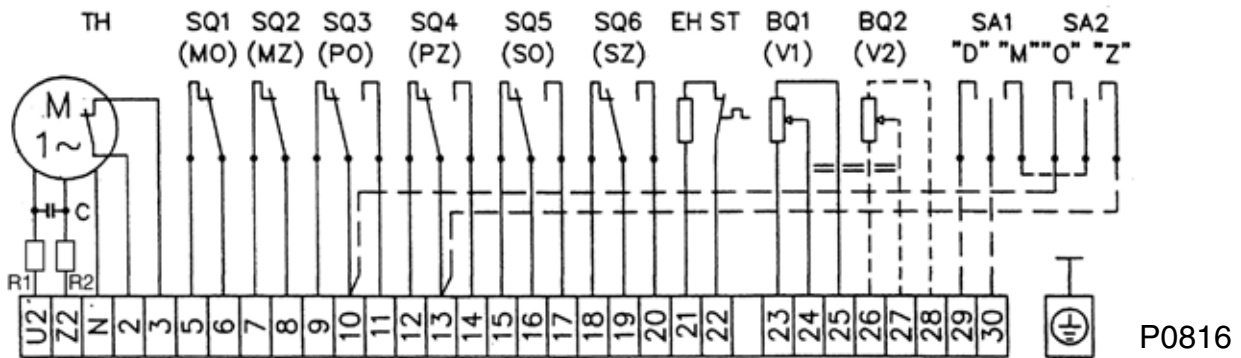 TH SQ1 SQ2 SQ3 SQ4 SQ5 SQ6 EH ST BQ1 BQ2 SA1 SA2
(MO) (MZ) (PO) (PZ) (SO) (SZ) (V1) (V2) "D" "M" "O" "Z"
M
1~
C
R1 R2
U2 Z2 N 2 3 5 6 7 8 9 10 11 12 13 14 15 16 17 18 19 20 21 22 23 24 25 26 27 28 29 30
P0816